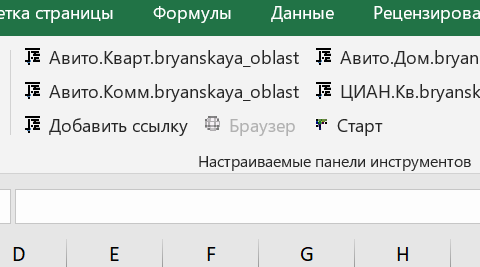 етка страницы Формулы Данные Рецензирова
Авито.Кварт.bryanskaya_oblast Авито.Дом.bryan
Авито.Комм.bryanskaya_oblast ЦИАН.Кв.bryansk
Добавить ссылку Браузер Старт
Настраиваемые панели инструментов
D E F G H